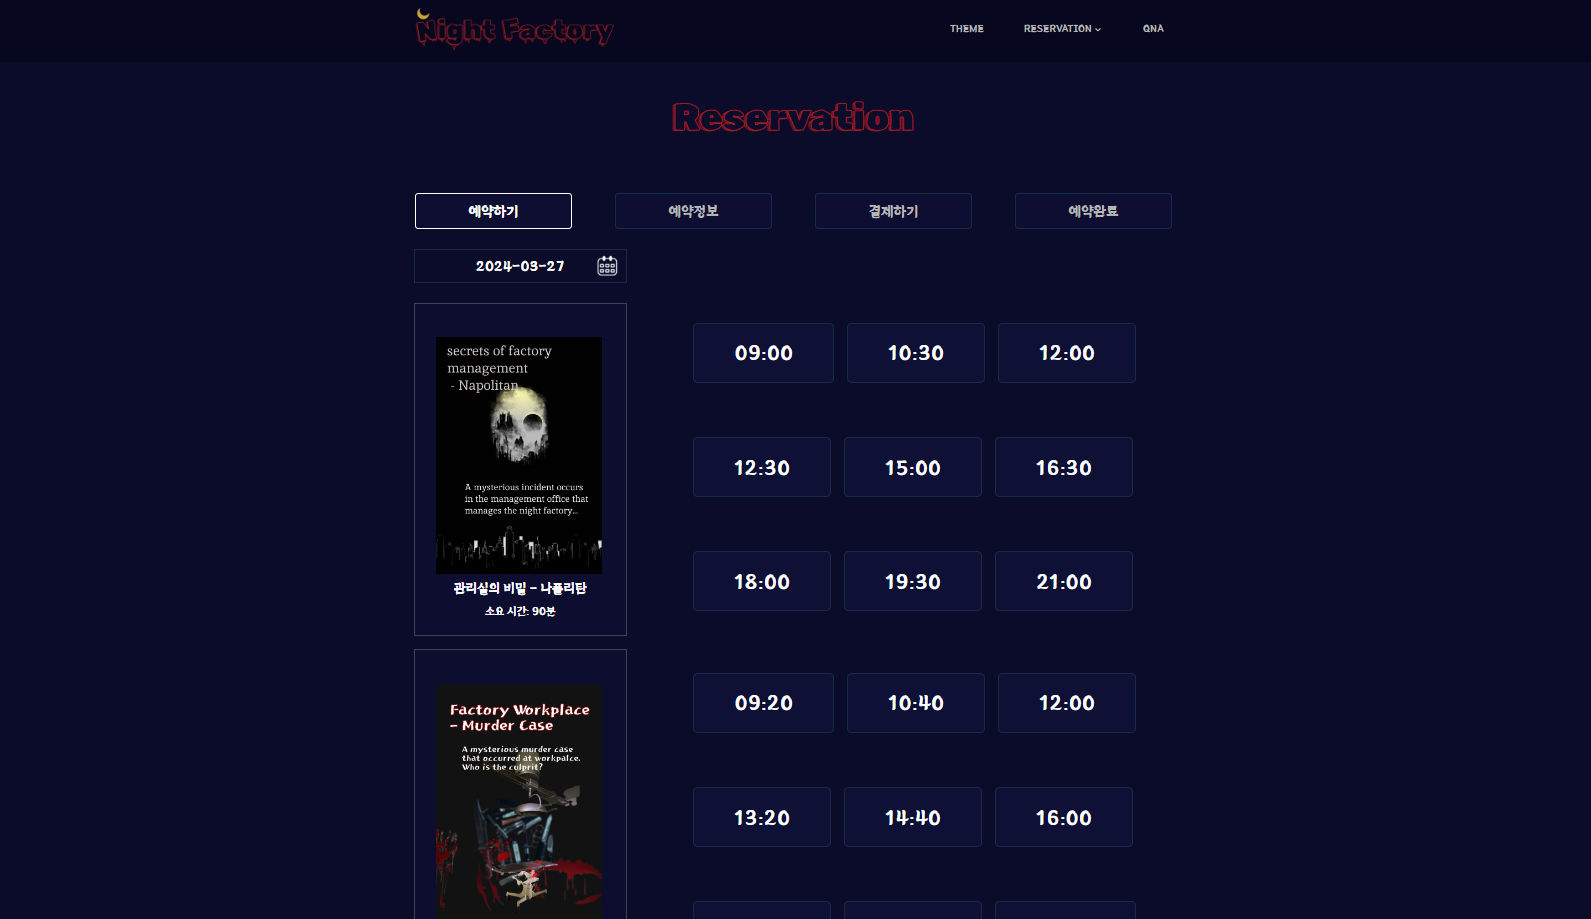 Night Factory
THEME
RESERVATION
QNA
Reservation
예약하기
예약정보
결제하기
예약완료
2024-03-27
secrets of factory
management
- Napolitan
A mysterious incident occurs
in the management office that
manages the night factory...
관리실의 비밀 - 나폴리탄
소요 시간: 90분
09:00
10:30
12:00
12:30
15:00
16:30
18:00
19:30
21:00
Factory Workplace
- Murder Case
A mysterious murder case
that occurred at workpalce.
Who is the culprit?
09:20
10:40
12:00
13:20
14:40
16:00